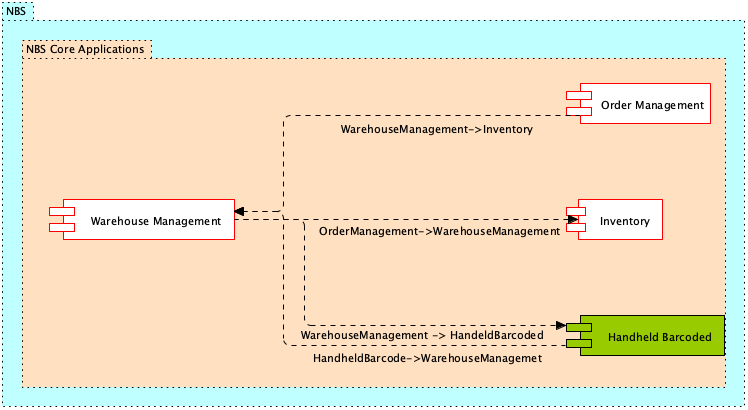 NBS
NBS Core Applications
Order Management
WarehouseManagement->Inventory
Warehouse Management
Inventory
OrderManagement->WarehouseManagement
WarehouseManagement -> HandeldBarcoded
Handheld Barcoded
HandheldBarcode->WarehouseManagemet